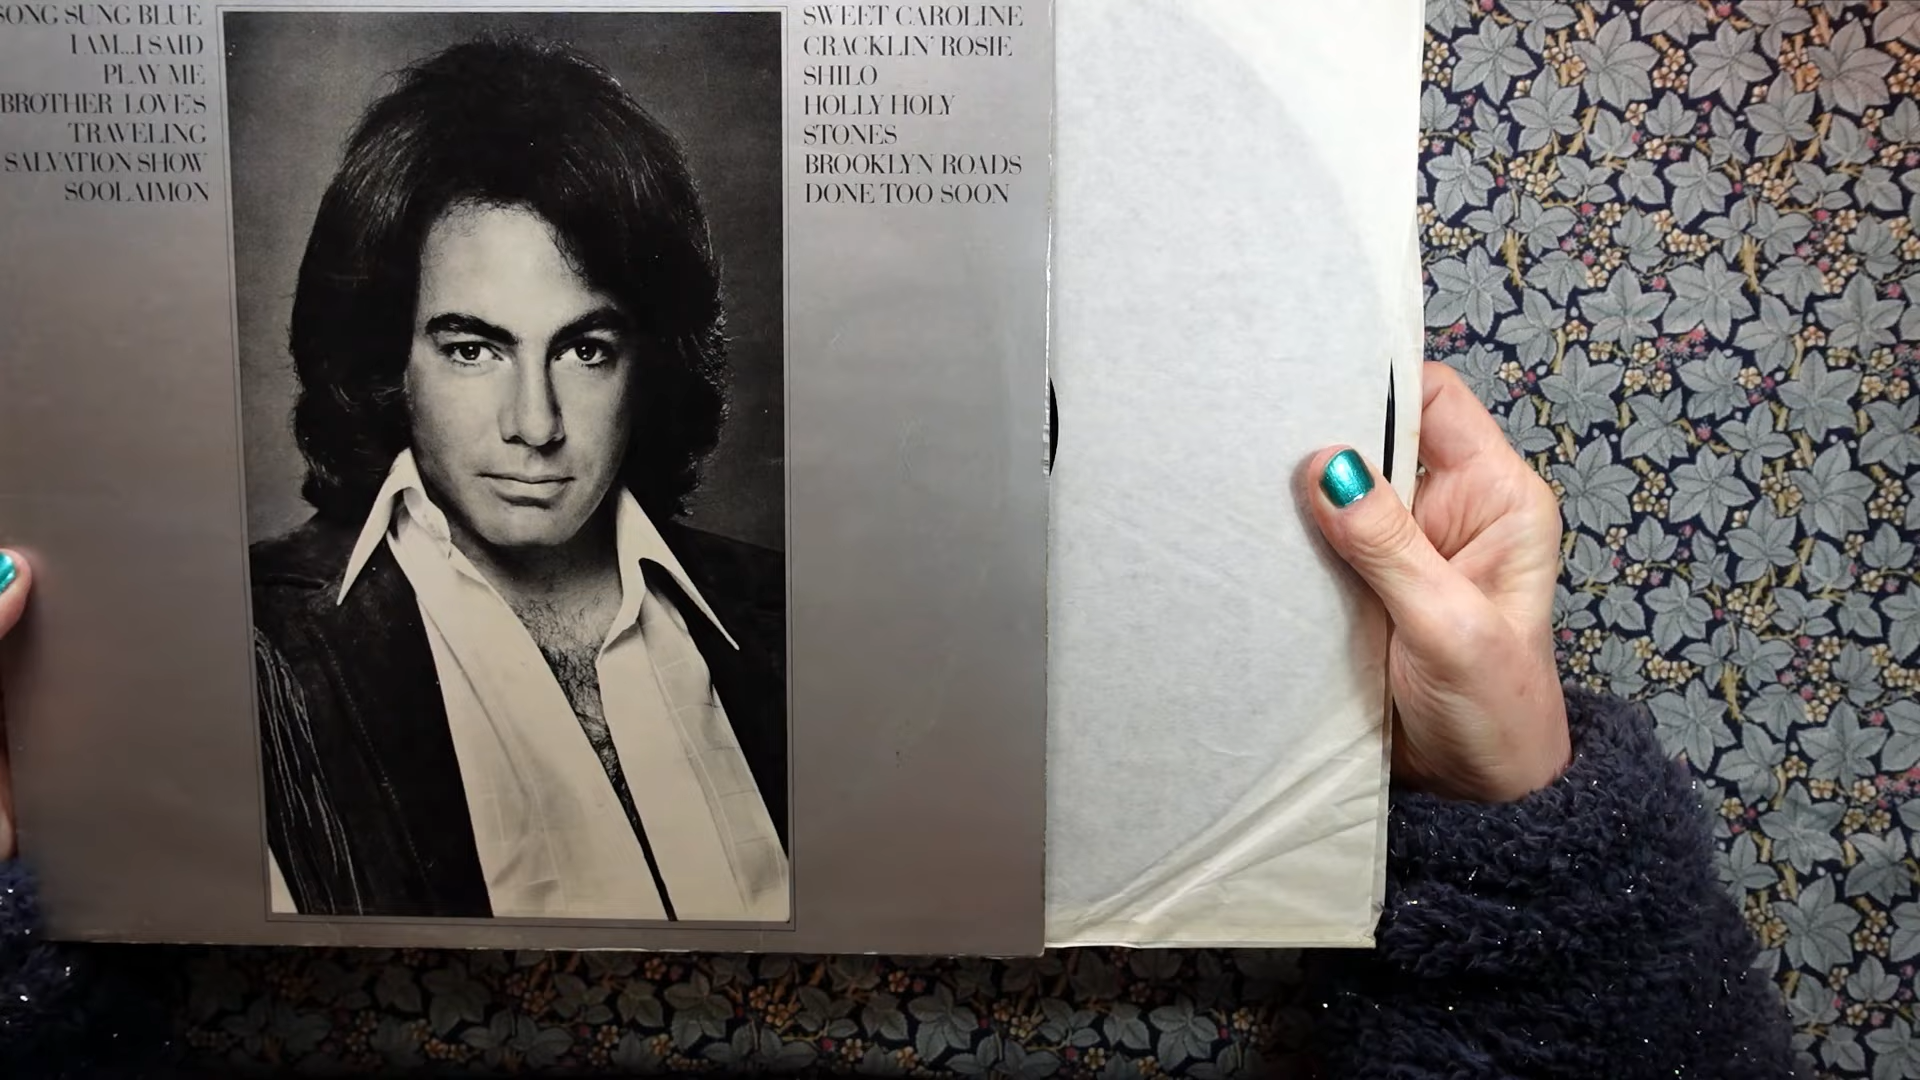 SONG SUNG BLUE
I AM...I SAID
PLAY ME
BROTHER LOVE'S
TRAVELING
SALVATION SHOW
SOOLAIMON
SWEET CAROLINE
CRACKLIN' ROSIE
SHILO
HOLLY HOLY
STONES
BROOKLYN ROADS
DONE TOO SOON